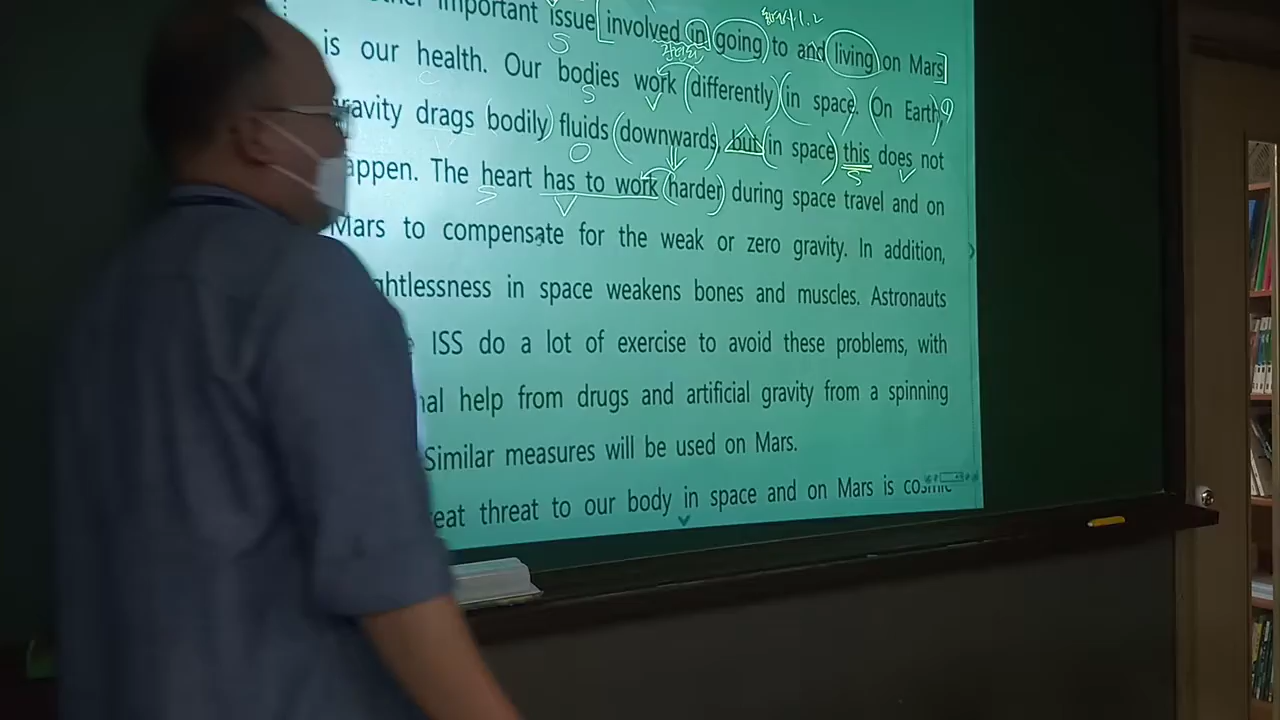 important issue involved in going to and living on Mars
is our health. Our bodies work differently in space. On Earth,
gravity drags bodily fluids downwards, but in space this does not
happen. The heart has to work harder during space travel and on
Mars to compensate for the weak or zero gravity. In addition,
ghtlessness in space weakens bones and muscles. Astronauts
ISS do a lot of exercise to avoid these problems, with
nal help from drugs and artificial gravity from a spinning
Similar measures will be used on Mars.
eat threat to our body in space and on Mars is cosmic